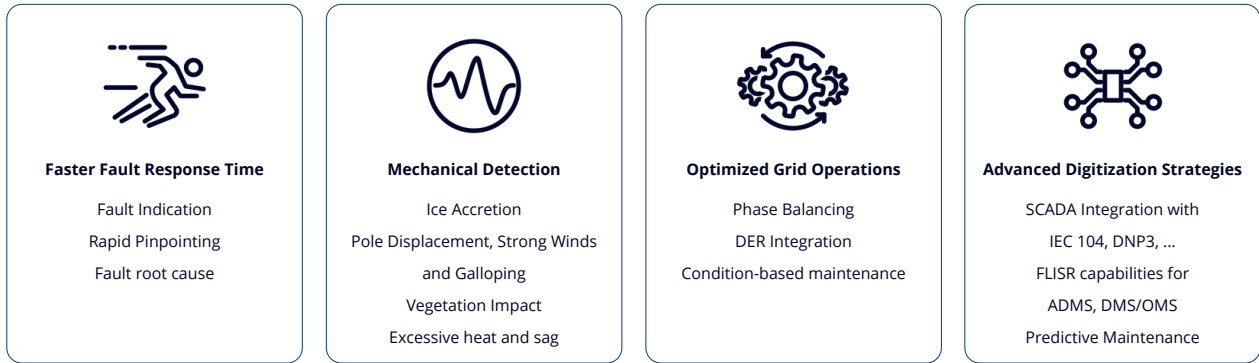 Faster Fault Response Time
Fault Indication
Rapid Pinpointing
Fault root cause
Mechanical Detection
Ice Accretion
Pole Displacement, Strong Winds
and Galloping
Vegetation Impact
Excessive heat and sag
Optimized Grid Operations
Phase Balancing
DER Integration
Condition-based maintenance
Advanced Digitization Strategies
SCADA Integration with
IEC 104, DNP3, ...
FLISR capabilities for
ADMS, DMS/OMS
Predictive Maintenance